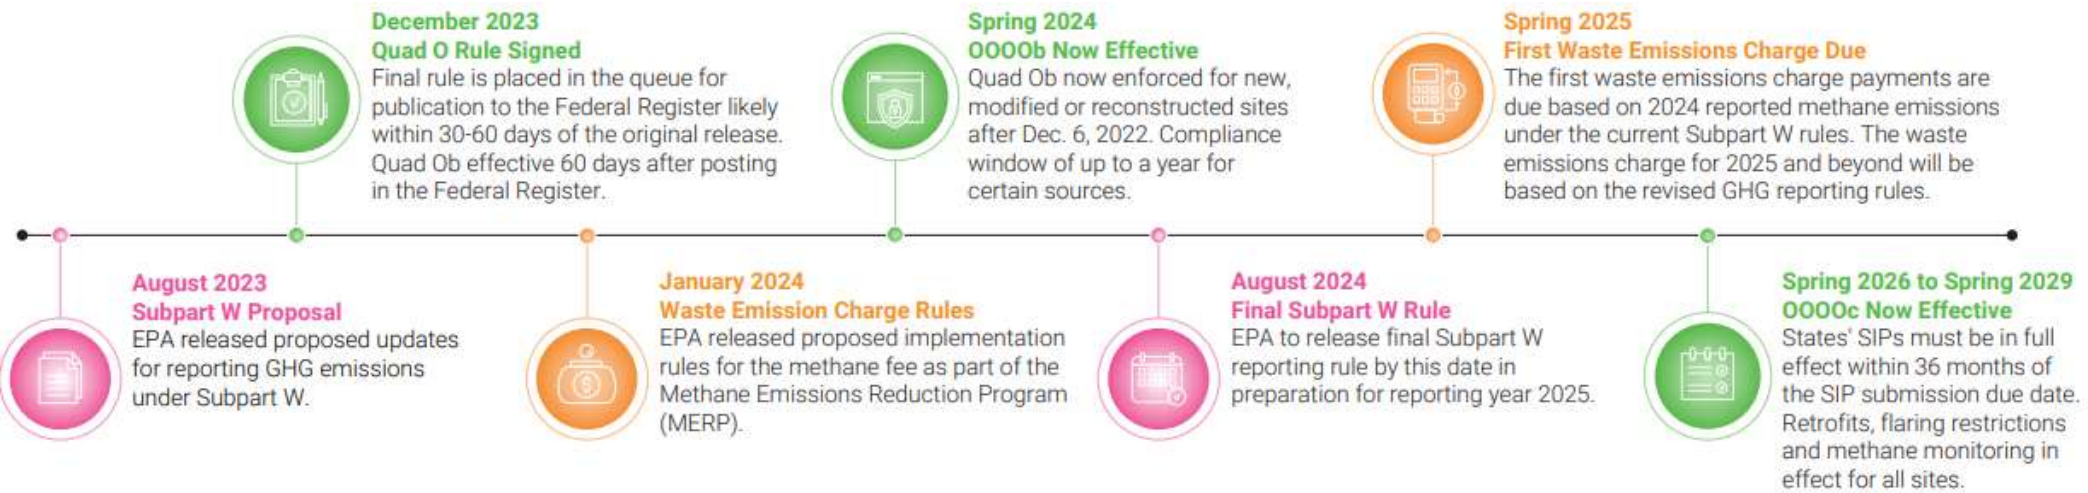 December 2023
Quad O Rule Signed
Final rule is placed in the queue for
publication to the Federal Register likely
within 30-60 days of the original release.
Quad Ob effective 60 days after posting
in the Federal Register.
Spring 2024
OOOOb Now Effective
Quad Ob now enforced for new,
modified or reconstructed sites
after Dec. 6, 2022. Compliance
window of up to a year for
certain sources.
Spring 2025
First Waste Emissions Charge Due
The first waste emissions charge payments are
due based on 2024 reported methane emissions
under the current Subpart W rules. The waste
emissions charge for 2025 and beyond will be
based on the revised GHG reporting rules.
August 2023
Subpart W Proposal
EPA released proposed updates
for reporting GHG emissions
under Subpart W.
January 2024
Waste Emission Charge Rules
EPA released proposed implementation
rules for the methane fee as part of the
Methane Emissions Reduction Program
(MERP).
August 2024
Final Subpart W Rule
EPA to release final Subpart W
reporting rule by this date in
preparation for reporting year 2025.
Spring 2026 to Spring 2029
OOOOc Now Effective
States' SIPs must be in full
effect within 36 months of
the SIP submission due date.
Retrofits, flaring restrictions
and methane monitoring in
effect for all sites.